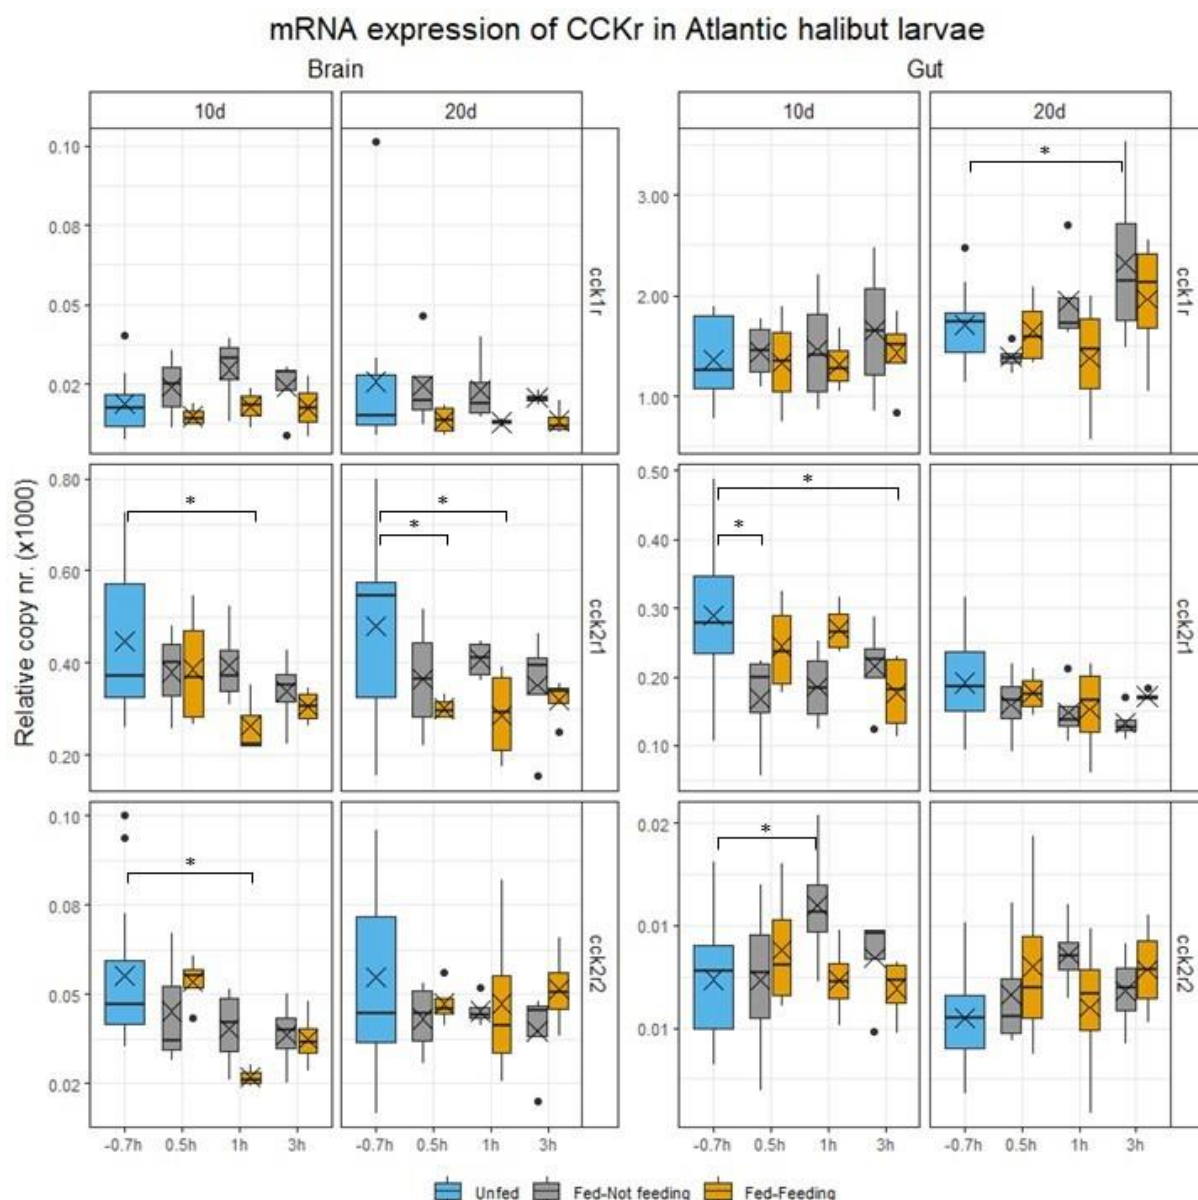 mRNA expression of CCKr in Atlantic halibut larvae
Brain Gut
10d 20d 10d 20d
Relative copy nr. (x1000)
0.10
0.08
0.05
0.02
3.00
2.00
1.00
*
cck1r cck1r
0.80
0.60
0.40
0.20
0.50
0.40
0.30
0.20
0.10
* * * * *
cck2r1 cck2r1
0.10
0.08
0.05
0.02
0.02
0.01
0.01
* *
cck2r2 cck2r2
-0.7h 0.5h 1h 3h -0.7h 0.5h 1h 3h -0.7h 0.5h 1h 3h -0.7h 0.5h 1h 3h
Unfed Fed-Not feeding Fed-Feeding